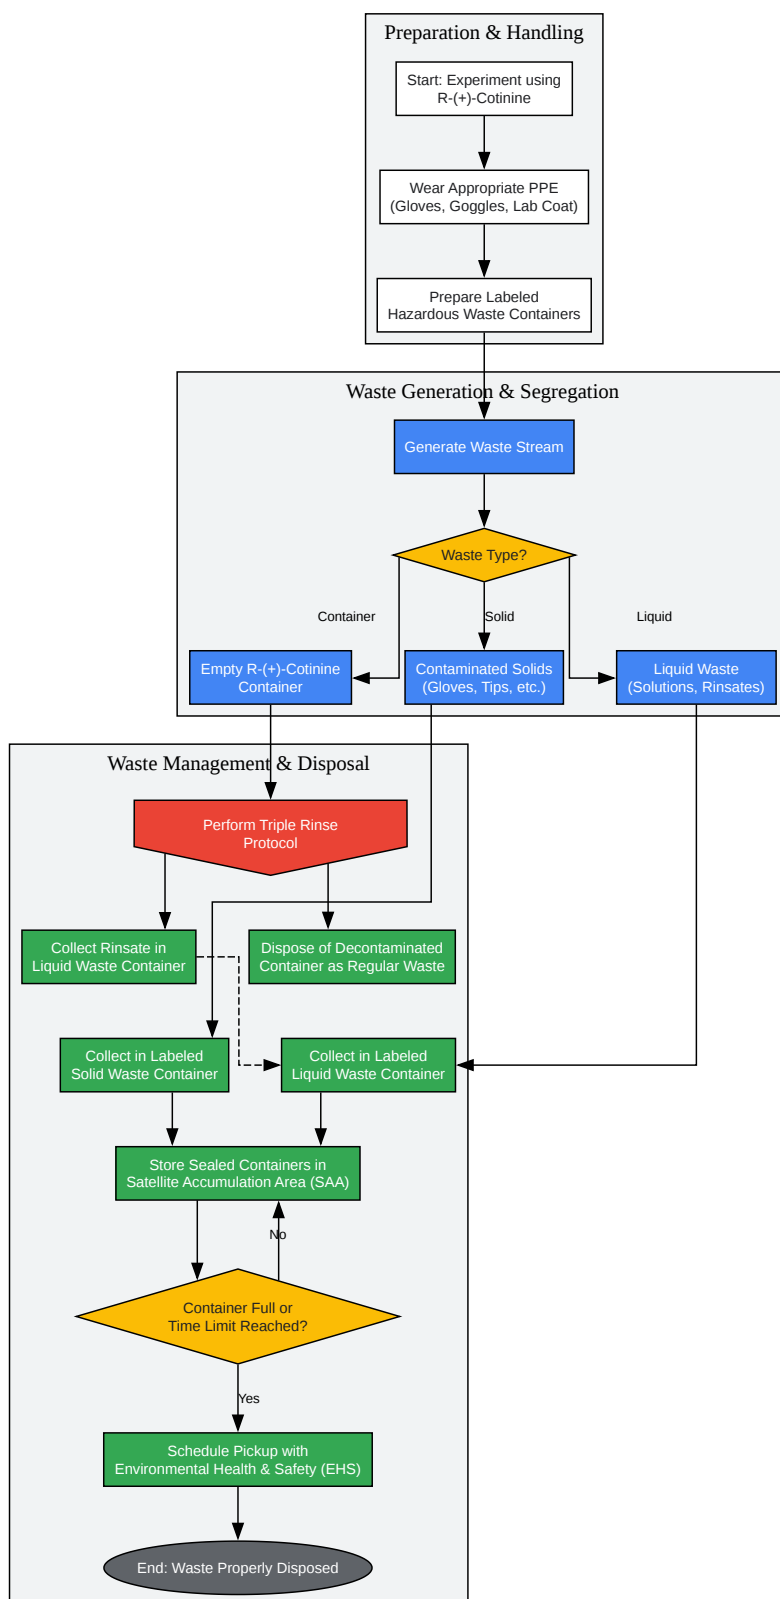 Preparation & Handling
Start: Experiment using
R-(+)-Cotinine
Wear Appropriate PPE
(Gloves, Goggles, Lab Coat)
Prepare Labeled
Hazardous Waste Containers
Waste Generation & Segregation
Generate Waste Stream
Waste Type?
Container
Solid
Liquid
Empty R-(+)-Cotinine
Container
Contaminated Solids
(Gloves, Tips, etc.)
Liquid Waste
(Solutions, Rinsates)
Waste Management & Disposal
Perform Triple Rinse
Protocol
Collect Rinsate in
Liquid Waste Container
Dispose of Decontaminated
Container as Regular Waste
Collect in Labeled
Solid Waste Container
Collect in Labeled
Liquid Waste Container
Store Sealed Containers in
Satellite Accumulation Area (SAA)
No
Container Full or
Time Limit Reached?
Yes
Schedule Pickup with
Environmental Health & Safety (EHS)
End: Waste Properly Disposed